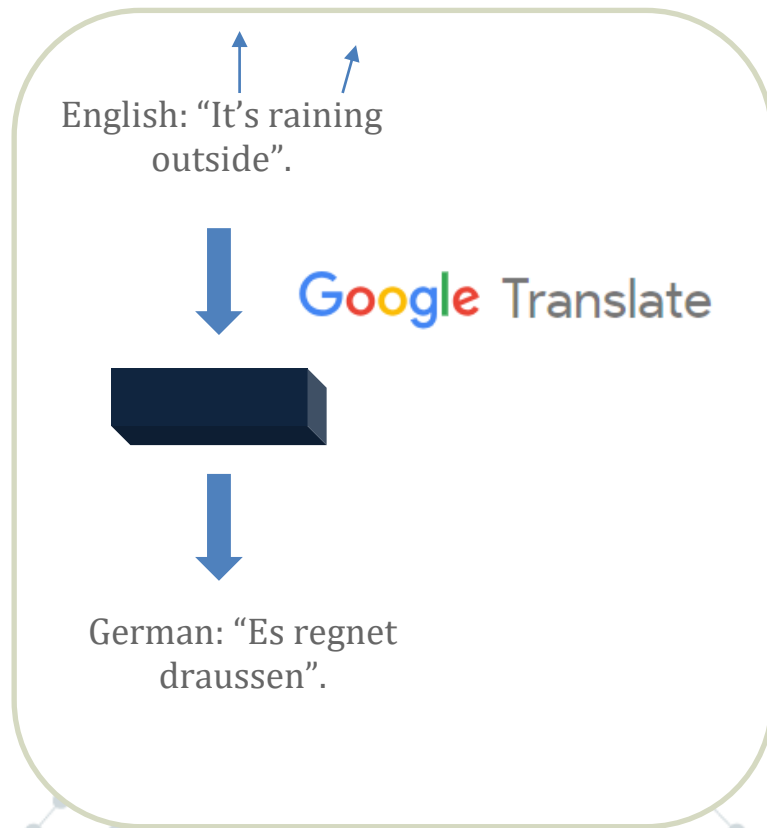 English: “It’s raining
outside”.
Google Translate
German: “Es regnet
draussen”.